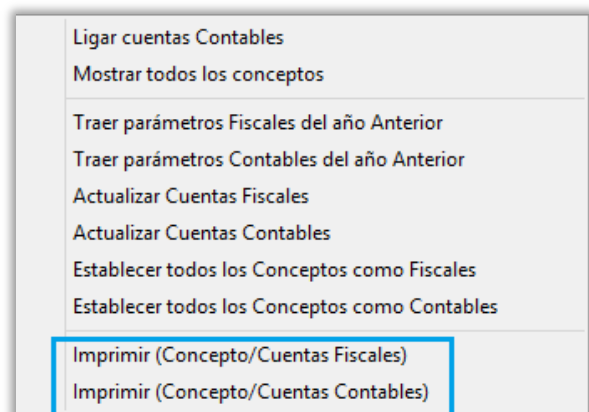 Ligar cuentas Contables
Mostrar todos los conceptos
Traer parámetros Fiscales del año Anterior
Traer parámetros Contables del año Anterior
Actualizar Cuentas Fiscales
Actualizar Cuentas Contables
Establecer todos los Conceptos como Fiscales
Establecer todos los Conceptos como Contables
Imprimir (Concepto/Cuentas Fiscales)
Imprimir (Concepto/Cuentas Contables)